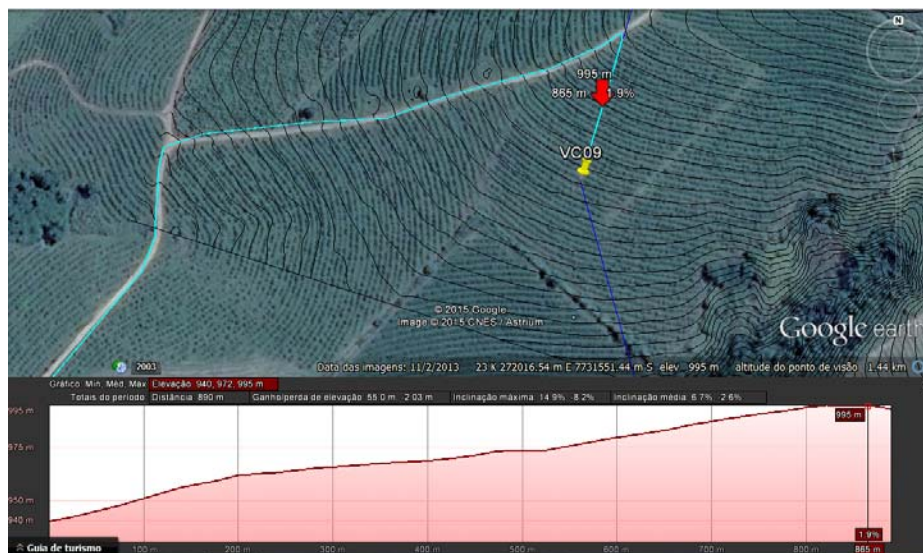 N
995 m
865 m 1.9%
VC09
© 2015 Google
Image © 2015 CNES / Astrium
Google earth
2003
Data das imagens: 11/2/2013 23 K 272016.54 m E 7731551.44 m S elev 995 m altitude do ponto de visão 1.44 km
Gráfico: Mín, Méd, Máx Elevação: 940, 972, 995 m
Totais do período: Distância: 890 m Ganho/perda de elevação: 55.0 m, -2.03 m Inclinação máxima: 14.9%, -8.2% Inclinação média: 6.7%, -2.6%
995 m
995 m
975 m
950 m
940 m
1.9%
Guia de turismo
100 m 200 m 300 m 400 m 500 m 600 m 700 m 800 m 865 m